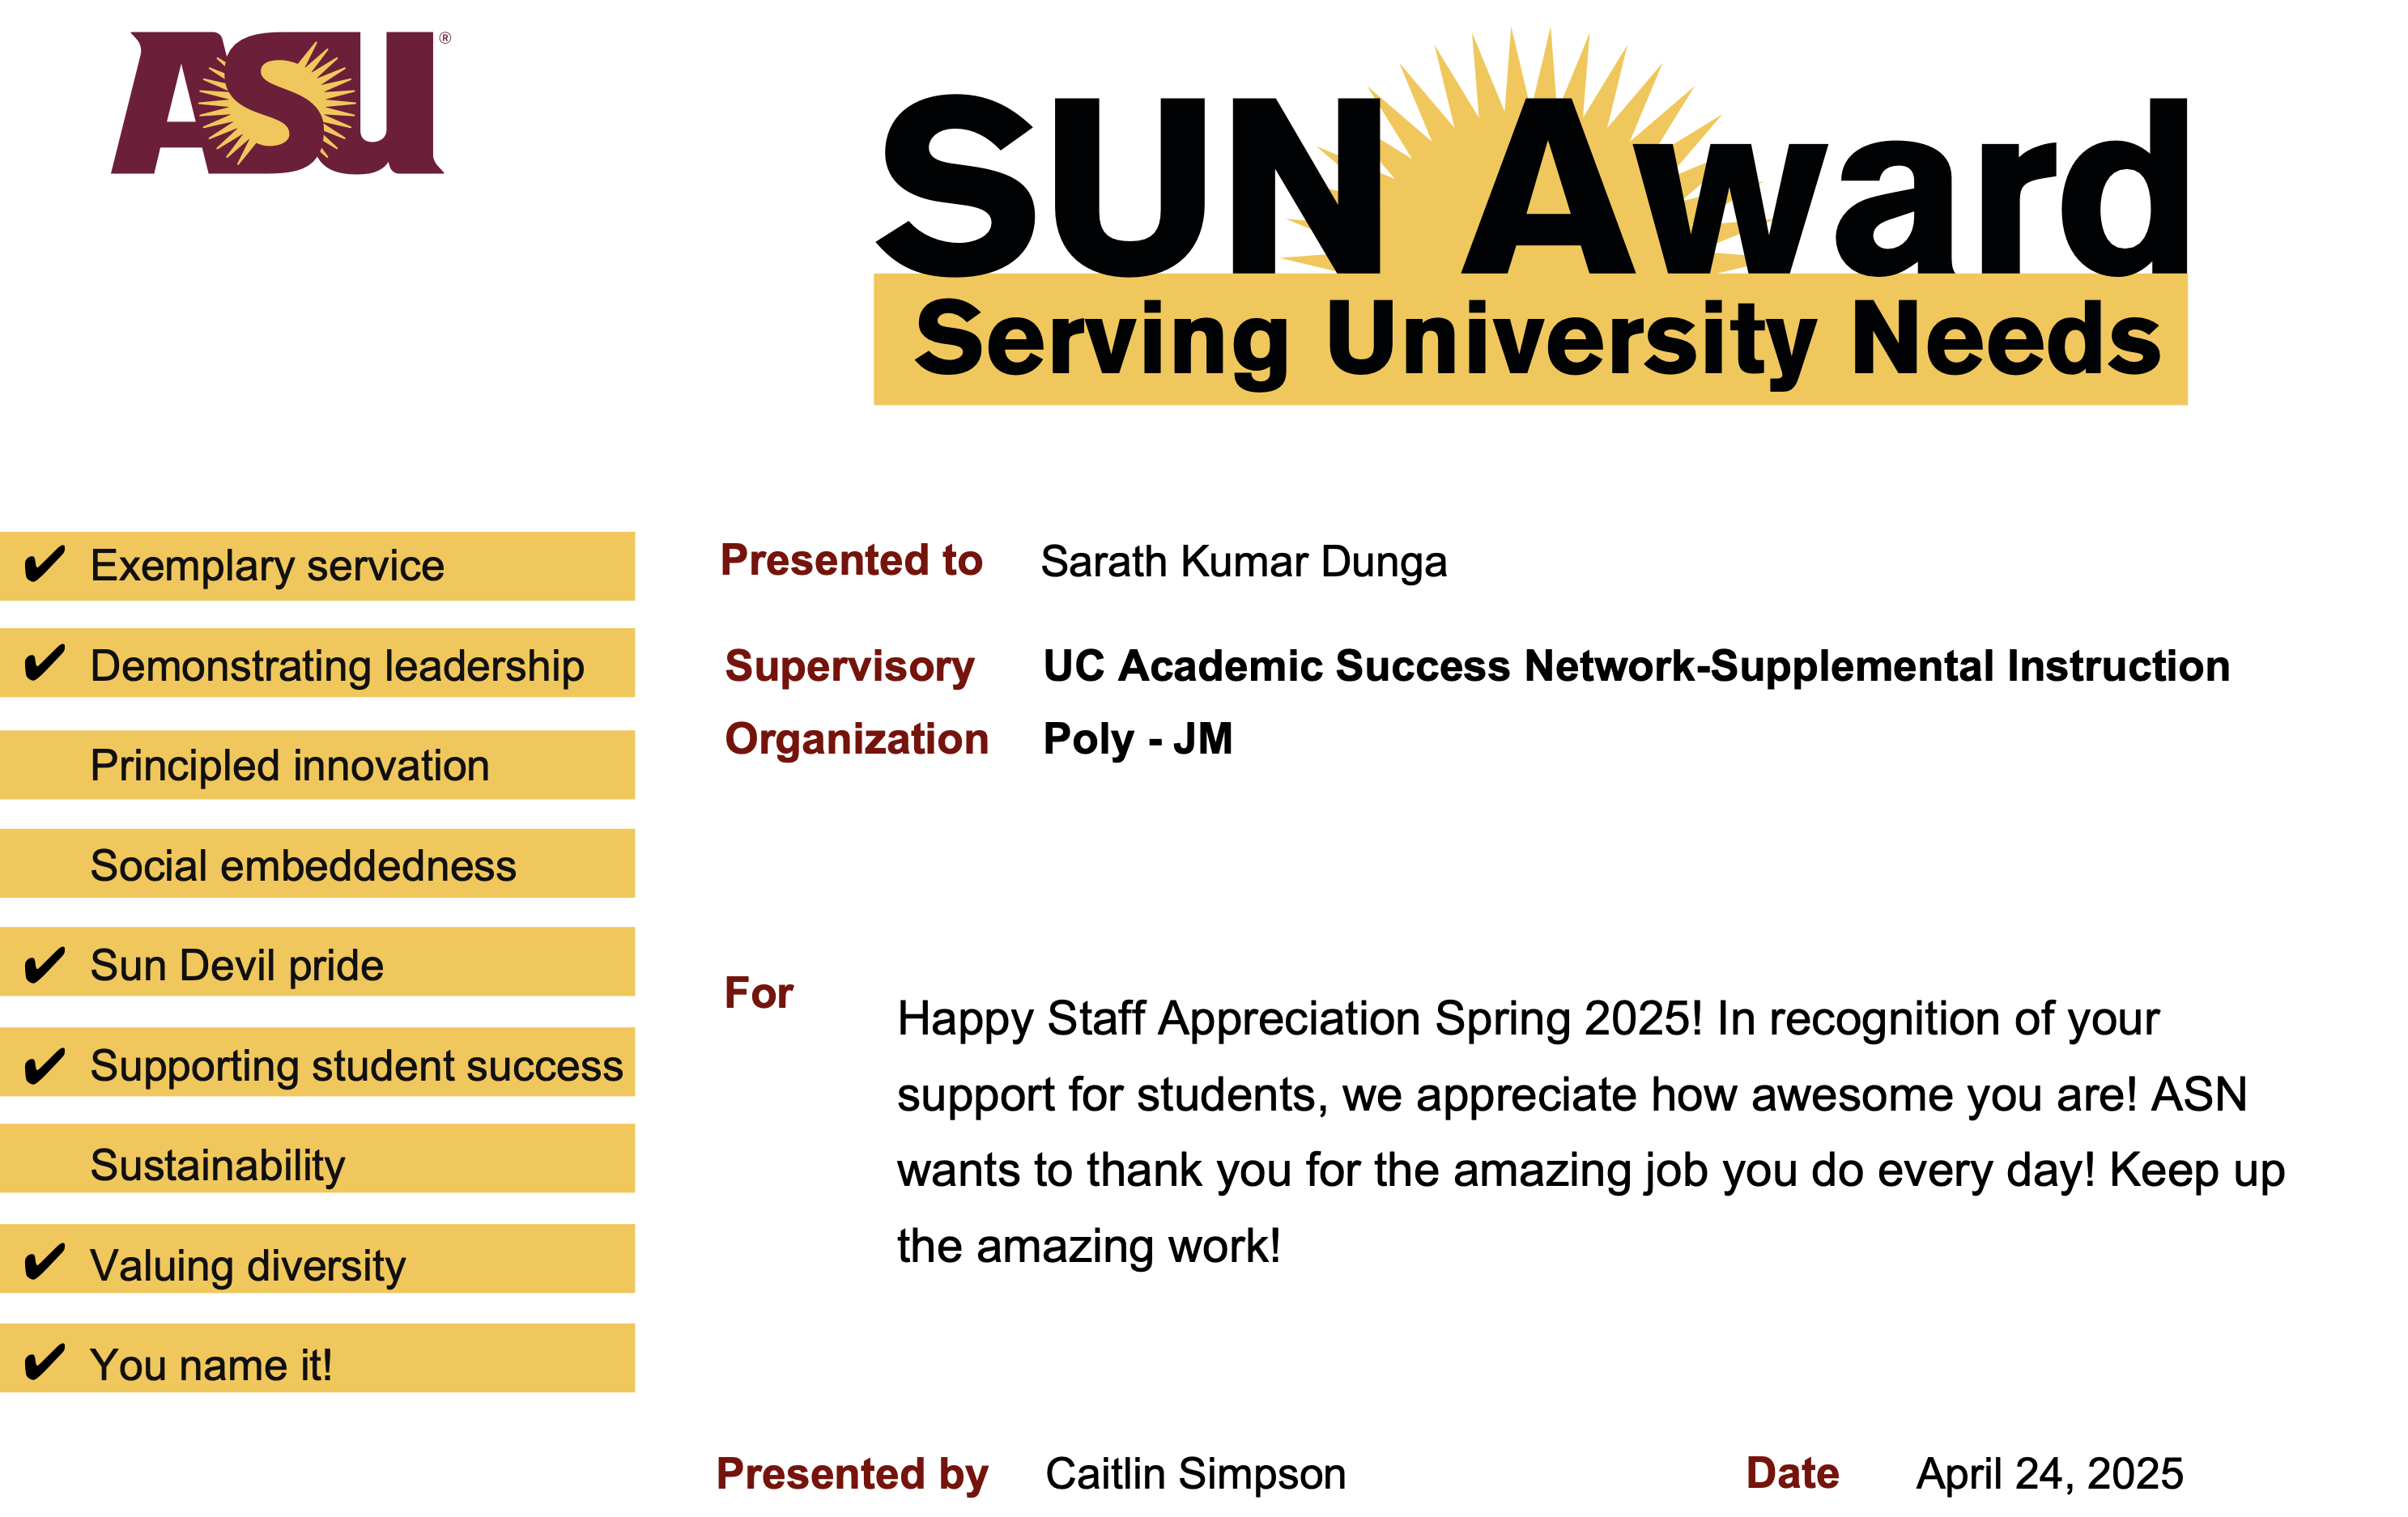 ASU®
SUN Award
Serving University Needs
✔ Exemplary service
✔ Demonstrating leadership
Principled innovation
Social embeddedness
✔ Sun Devil pride
✔ Supporting student success
Sustainability
✔ Valuing diversity
✔ You name it!
Presented to Sarath Kumar Dunga
Supervisory UC Academic Success Network-Supplemental Instruction
Organization Poly - JM
For
Happy Staff Appreciation Spring 2025! In recognition of your
support for students, we appreciate how awesome you are! ASN
wants to thank you for the amazing job you do every day! Keep up
the amazing work!
Presented by Caitlin Simpson Date April 24, 2025